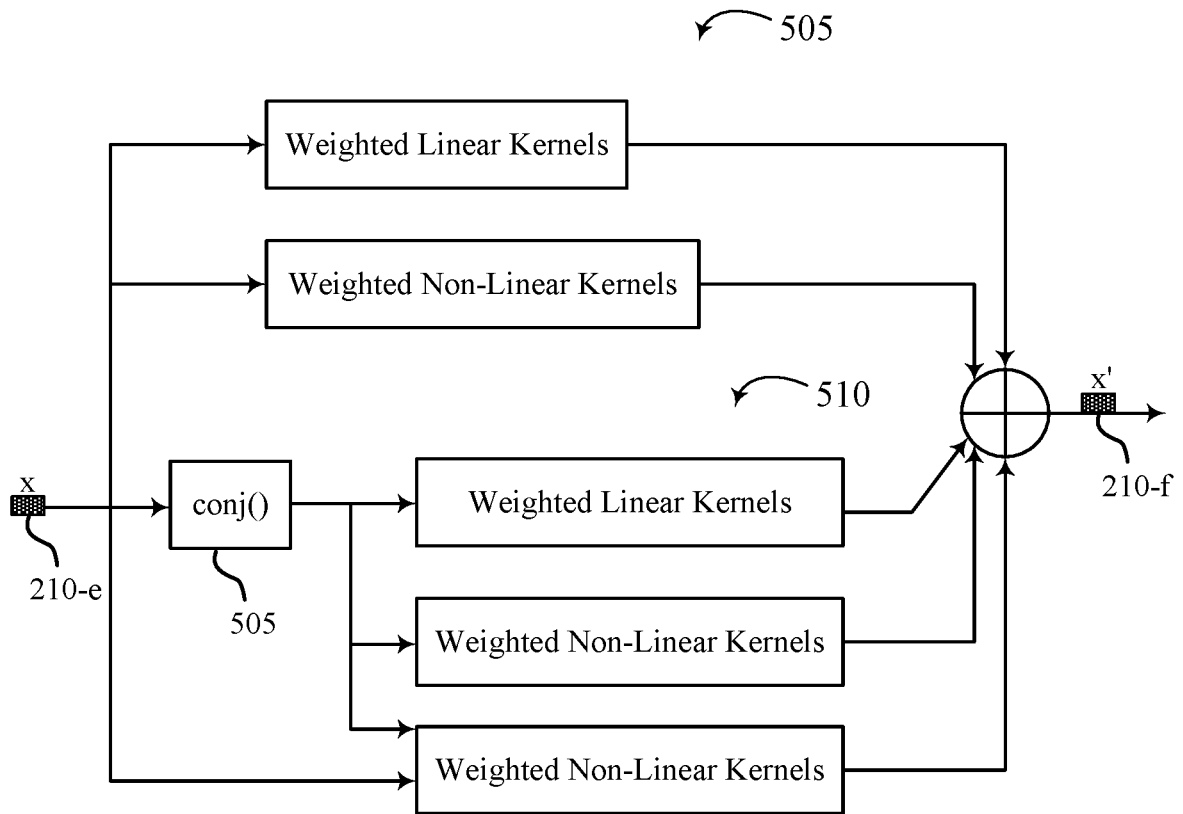 505
Weighted Linear Kernels
Weighted Non-Linear Kernels
510
x'
210-f
x
210-e
conj()
505
Weighted Linear Kernels
Weighted Non-Linear Kernels
Weighted Non-Linear Kernels